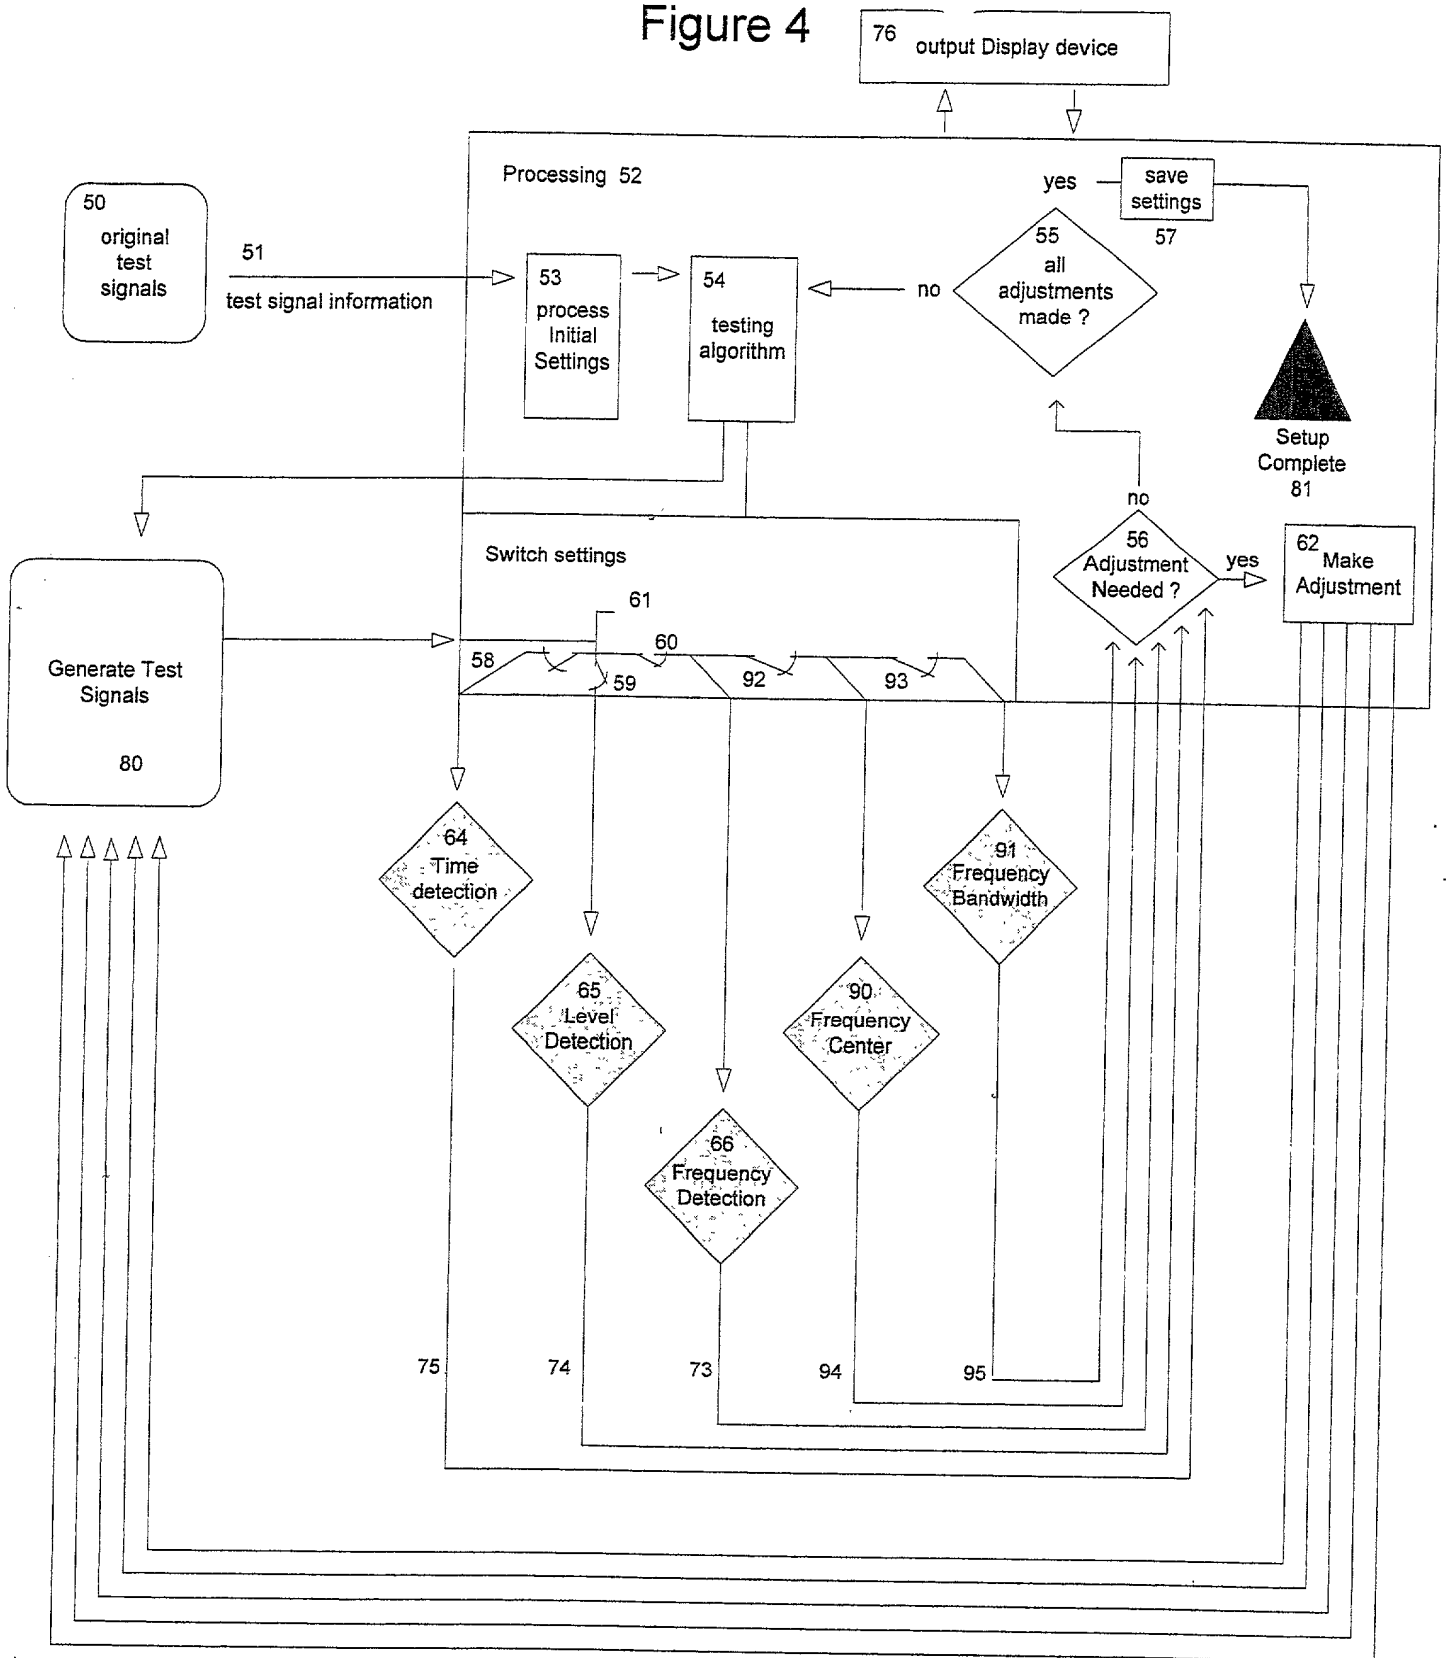 Figure 4
76
output Display device
Processing 52
yes
save
settings
57
50
original
test
signals
51
test signal information
53
process
Initial
Settings
54
testing
algorithm
no
55
all
adjustments
made ?
Setup
Complete
81
no
56
Adjustment
Needed ?
yes
62
Make
Adjustment
Switch settings
61
60
58
59
92
93
Generate Test
Signals
80
64
Time
detection
91
Frequency
Bandwidth
65
Level
Detection
90
Frequency
Center
66
Frequency
Detection
75
74
73
94
95